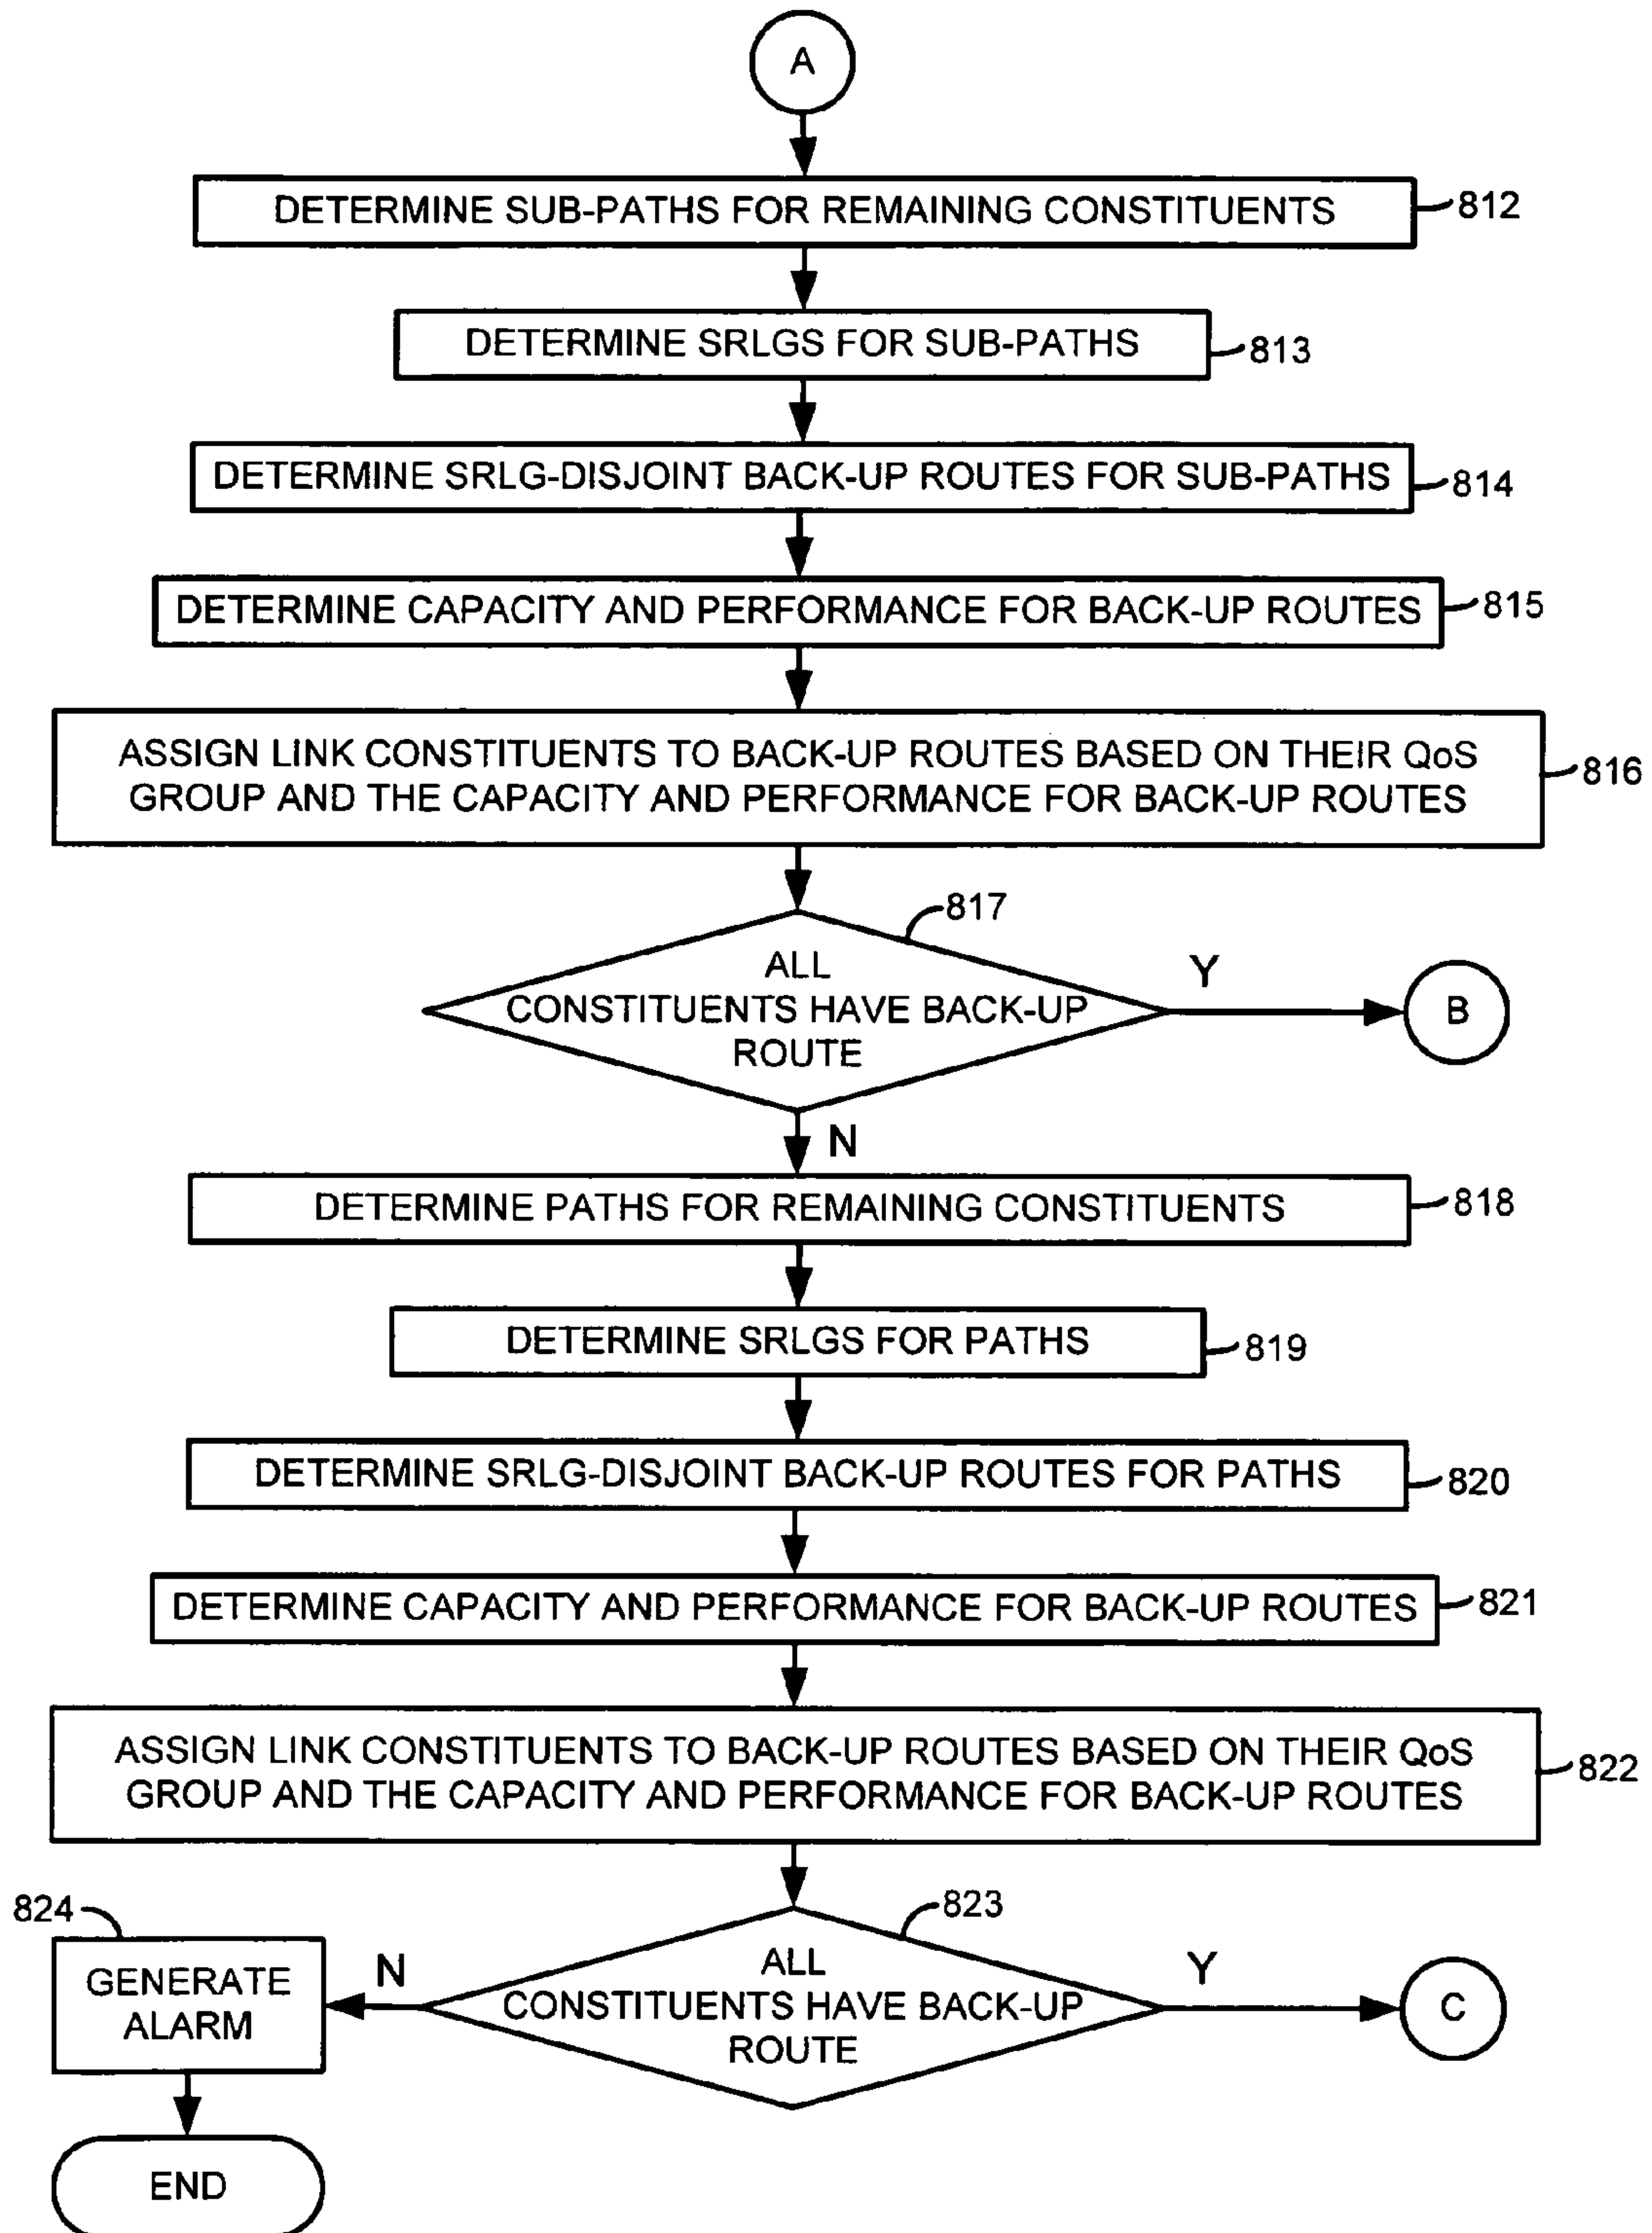 A
DETERMINE SUB-PATHS FOR REMAINING CONSTITUENTS
812
DETERMINE SRLGS FOR SUB-PATHS
813
DETERMINE SRLG-DISJOINT BACK-UP ROUTES FOR SUB-PATHS
814
DETERMINE CAPACITY AND PERFORMANCE FOR BACK-UP ROUTES
815
ASSIGN LINK CONSTITUENTS TO BACK-UP ROUTES BASED ON THEIR QoS
GROUP AND THE CAPACITY AND PERFORMANCE FOR BACK-UP ROUTES
816
817
ALL
CONSTITUENTS HAVE BACK-UP
ROUTE
Y
B
N
DETERMINE PATHS FOR REMAINING CONSTITUENTS
818
DETERMINE SRLGS FOR PATHS
819
DETERMINE SRLG-DISJOINT BACK-UP ROUTES FOR PATHS
820
DETERMINE CAPACITY AND PERFORMANCE FOR BACK-UP ROUTES
821
ASSIGN LINK CONSTITUENTS TO BACK-UP ROUTES BASED ON THEIR QoS
GROUP AND THE CAPACITY AND PERFORMANCE FOR BACK-UP ROUTES
822
823
ALL
CONSTITUENTS HAVE BACK-UP
ROUTE
Y
C
N
824
GENERATE
ALARM
END